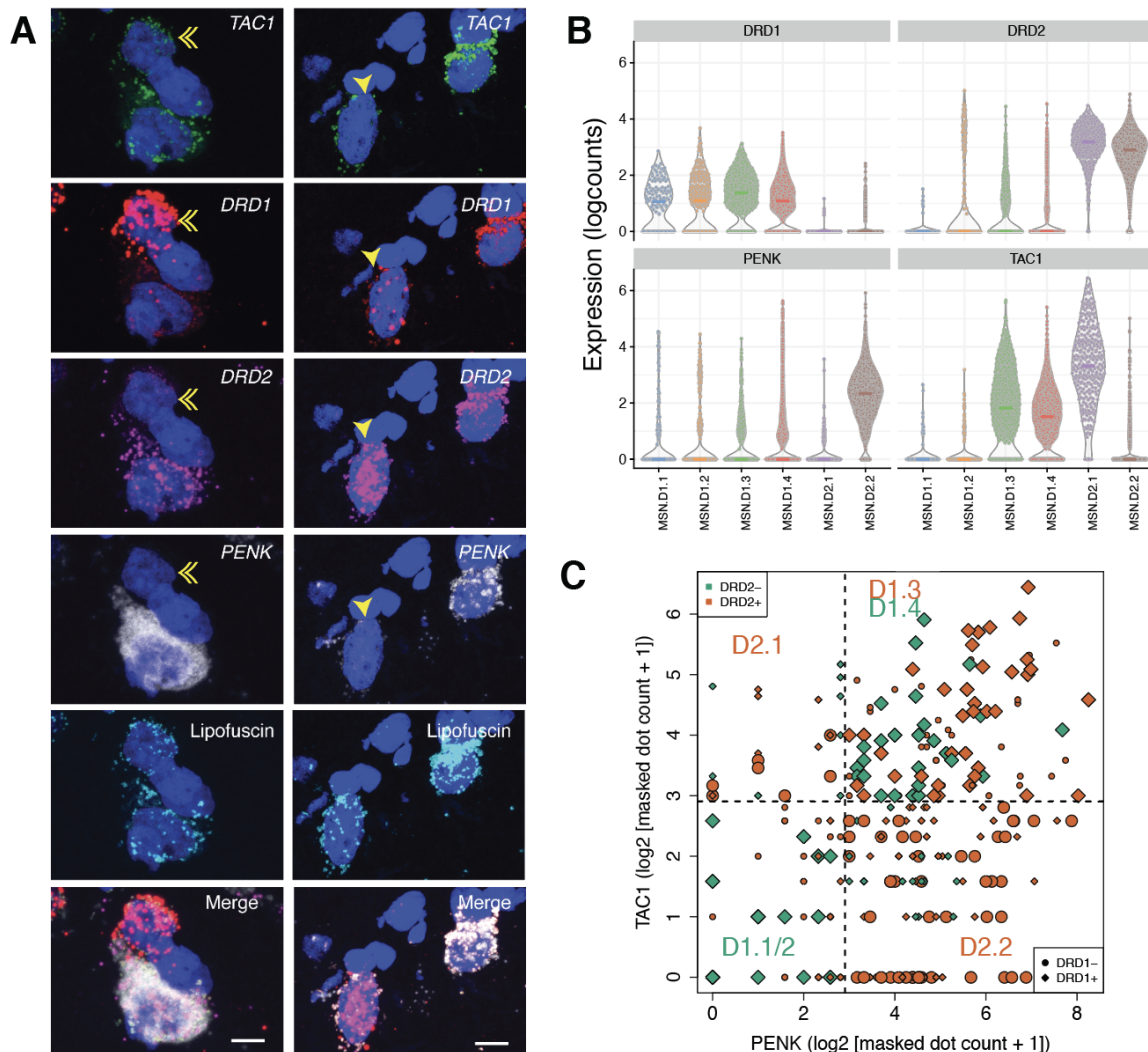 A
TAC1
TAC1
DRD1
DRD1
DRD2
DRD2
PENK
PENK
Lipofuscin
Lipofuscin
Merge
Merge
B
DRD1
DRD2
6
4
2
0
PENK
TAC1
6
4
2
0
Expression (logcounts)
MSN.D1.1
MSN.D1.2
MSN.D1.3
MSN.D1.4
MSN.D2.1
MSN.D2.2
MSN.D1.1
MSN.D1.2
MSN.D1.3
MSN.D1.4
MSN.D2.1
MSN.D2.2
C
DRD2−
DRD2+
D1.3
D1.4
D2.1
D1.1/2
D2.2
DRD1−
DRD1+
6
5
4
3
2
1
0
TAC1 (log2 [masked dot count + 1])
0 2 4 6 8
PENK (log2 [masked dot count + 1])